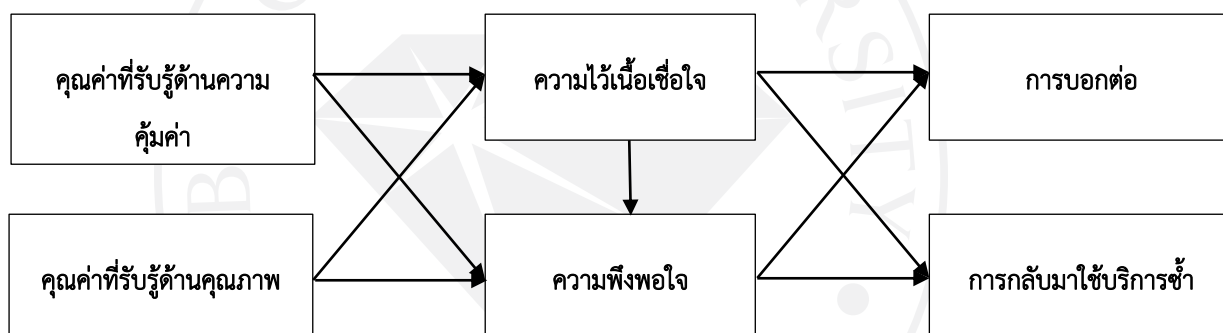 คุณค่าที่รับรู้ด้านความ
คุ้มค่า
ความไว้เนื้อเชื่อใจ
การบอกต่อ
คุณค่าที่รับรู้ด้านคุณภาพ
ความพึงพอใจ
การกลับมาใช้บริการซ้ำ